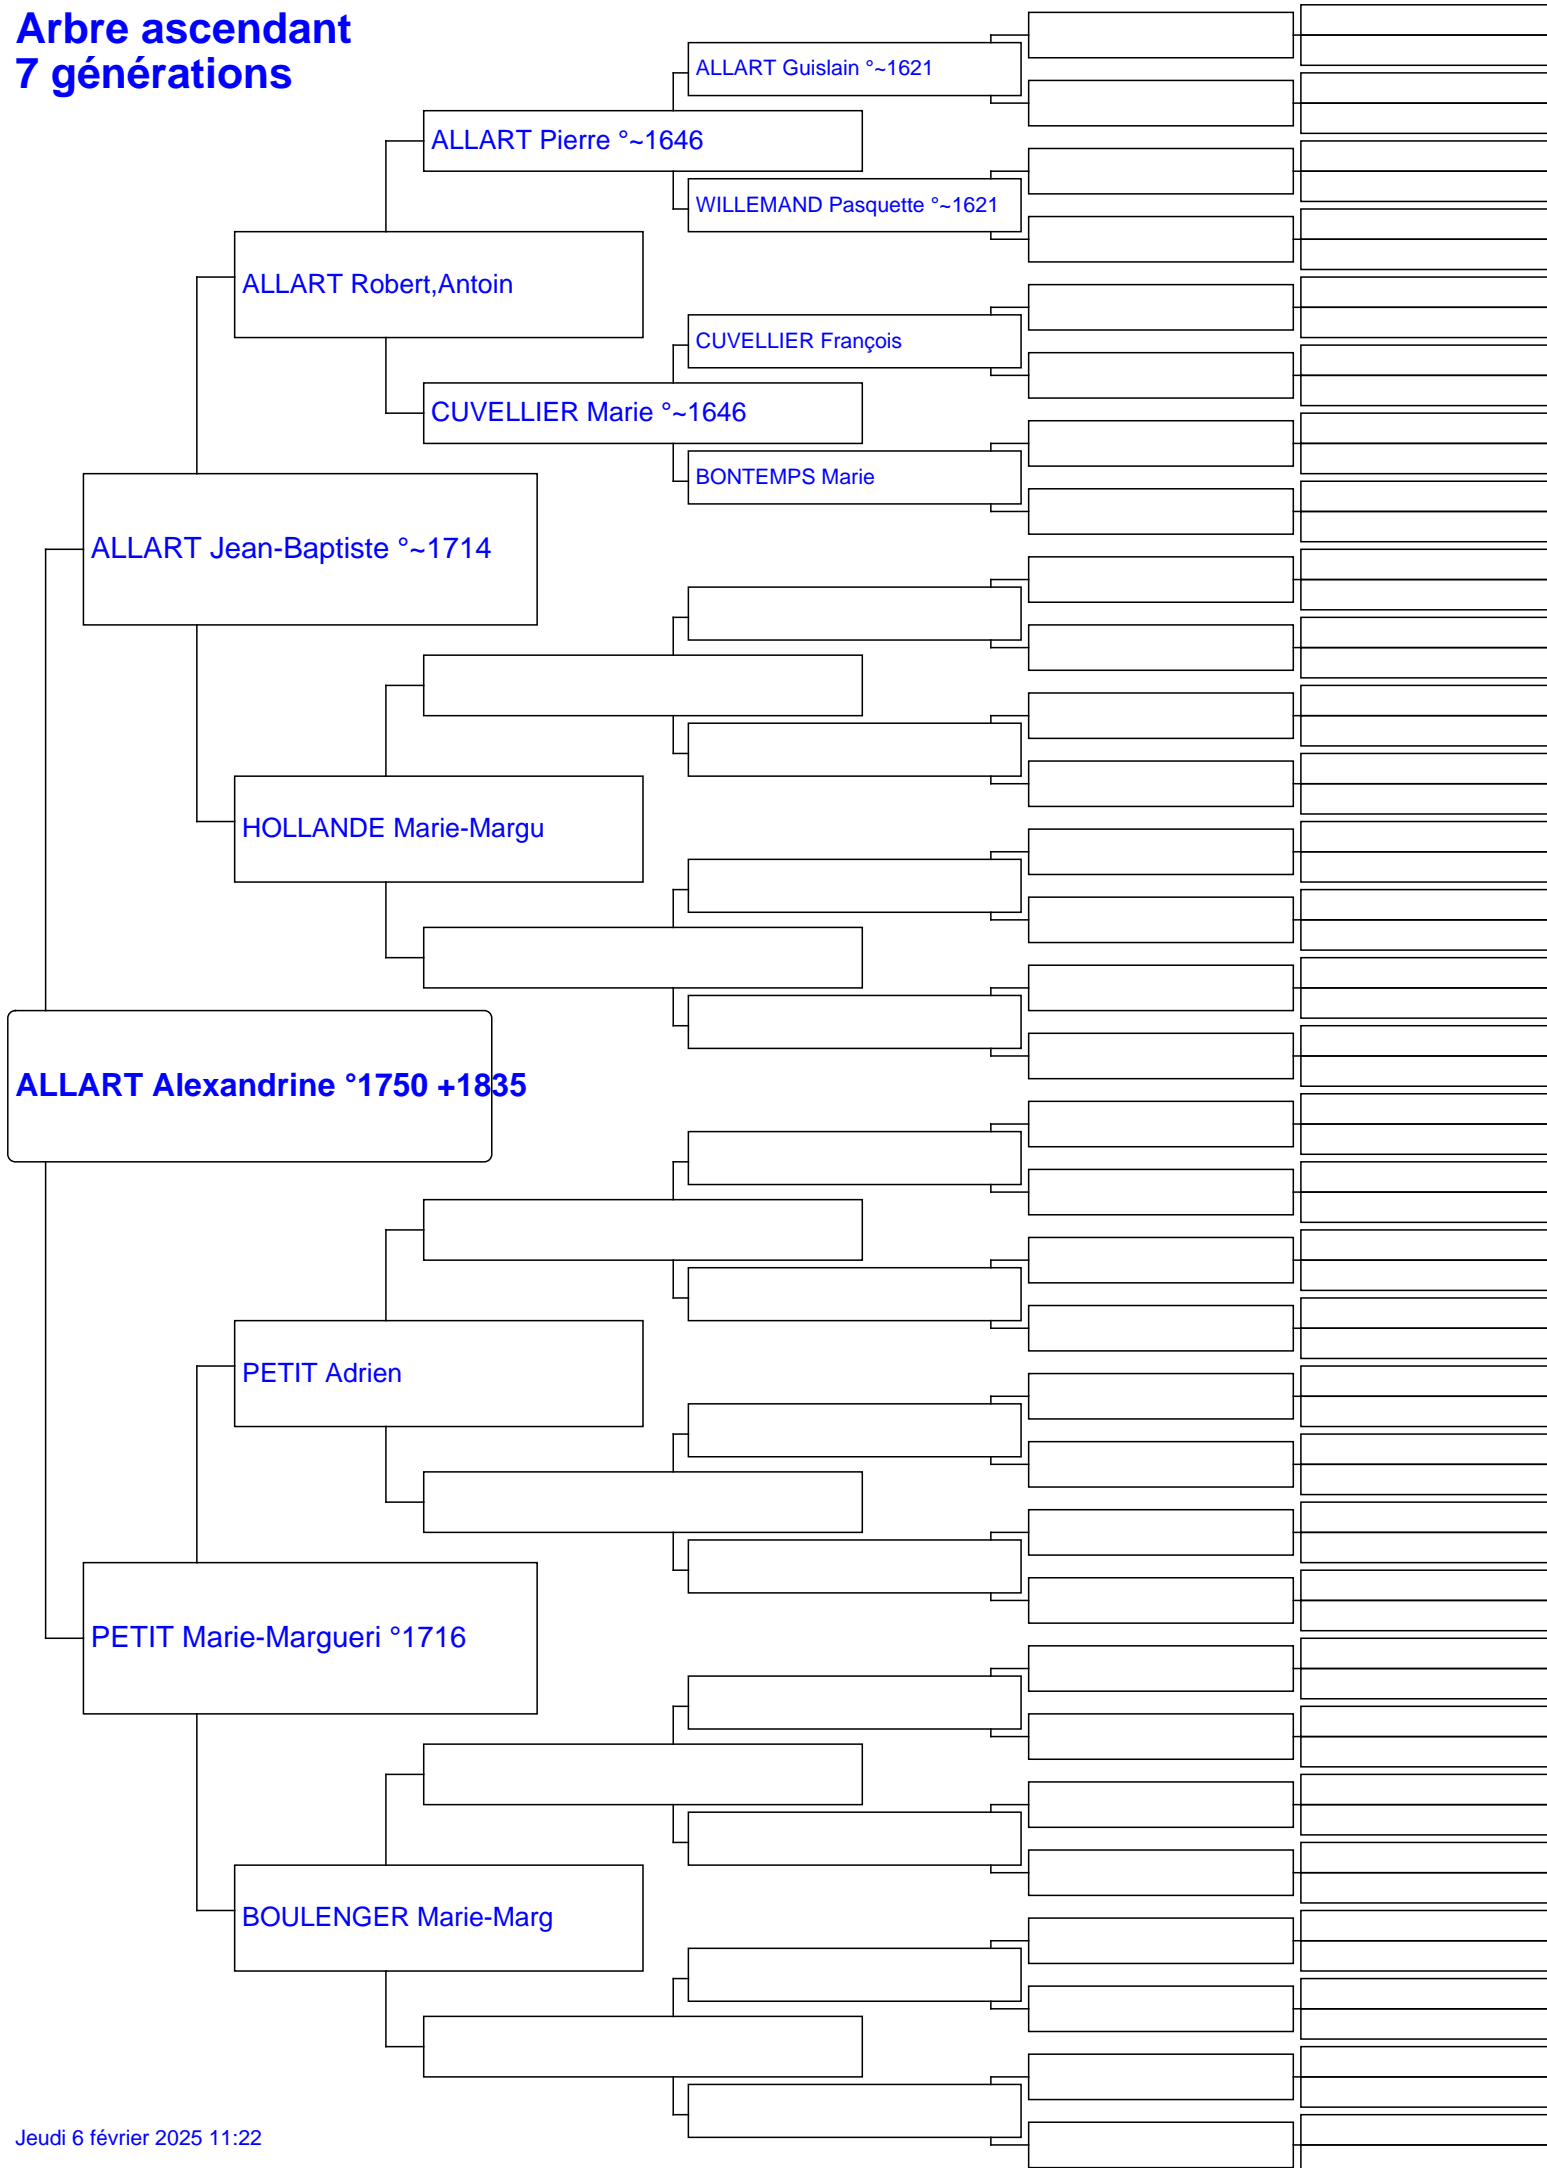 Arbre ascendant
7 générations
ALLART Guislain °~1621
ALLART Pierre °~1646
WILLEMAND Pasquette °~1621
ALLART Robert,Antoin
CUVELLIER François
CUVELLIER Marie °~1646
BONTEMPS Marie
ALLART Jean-Baptiste °~1714
HOLLANDE Marie-Margu
ALLART Alexandrine °1750 +1835
PETIT Adrien
PETIT Marie-Margueri °1716
BOULENGER Marie-Marg
Jeudi 6 février 2025 11:22